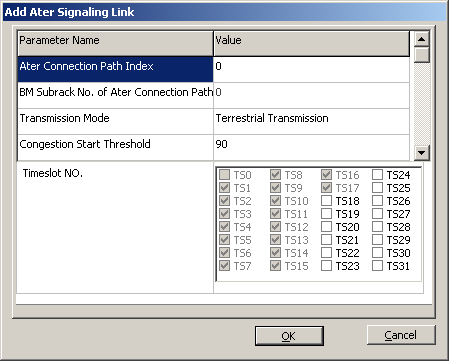 Add Ater Signaling Link
Parameter Name Value
Ater Connection Path Index 0
BM Subrack No. of Ater Connection Path 0
Transmission Mode Terrestrial Transmission
Congestion Start Threshold 90
Timeslot NO.
TS0 TS8 TS16 TS24
TS1 TS9 TS17 TS25
TS2 TS10 TS18 TS26
TS3 TS11 TS19 TS27
TS4 TS12 TS20 TS28
TS5 TS13 TS21 TS29
TS6 TS14 TS22 TS30
TS7 TS15 TS23 TS31
OK Cancel